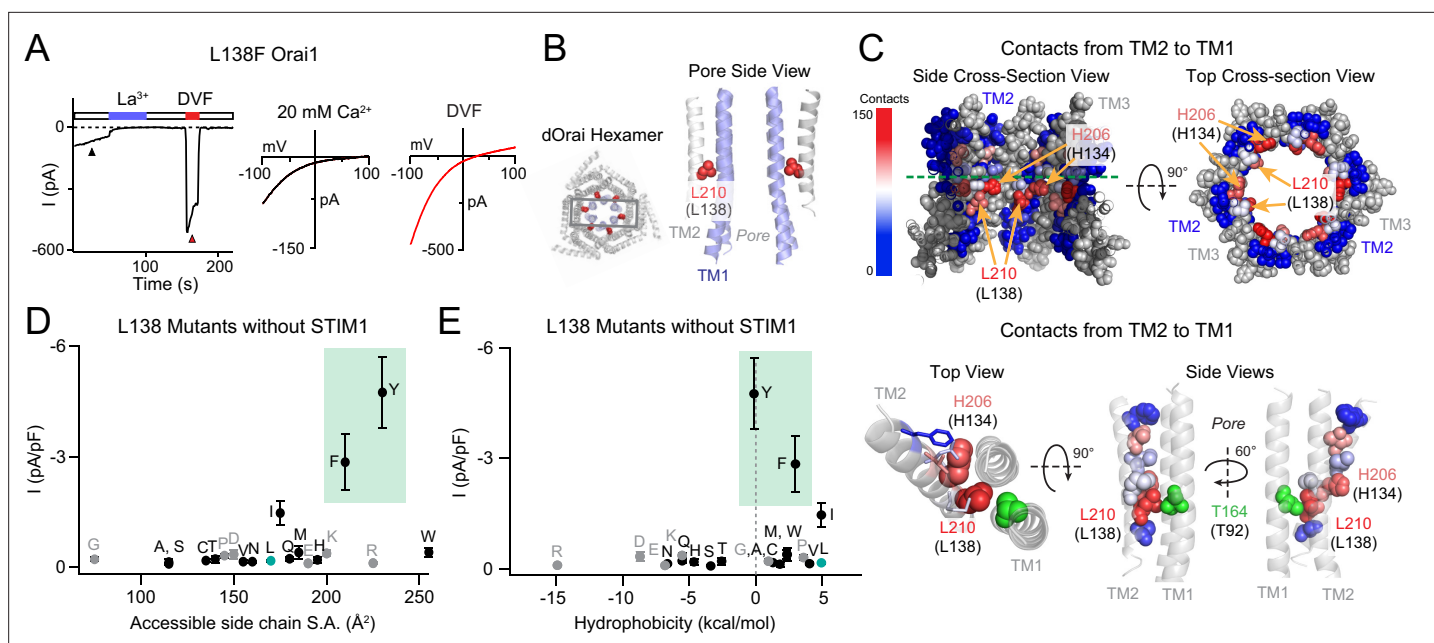 A
L138F Orai1
La³⁺ DVF
0
-600
I (pA)
100 200
Time (s)
20 mM Ca²⁺
mV
-100 100
pA
-150
DVF
mV
-100 100
pA
-500
B
dOrai Hexamer
Pore Side View
L210
(L138)
TM2
Pore
TM1
C
Contacts from TM2 to TM1
Side Cross-Section View
Contacts
150
0
TM2
TM3
H206
(H134)
L210
(L138)
90°
Top Cross-section View
H206
(H134)
L210
(L138)
TM2
TM3
TM2
Contacts from TM2 to TM1
Top View
TM2
H206
(H134)
L210
(L138)
TM1
90°
Side Views
Pore
60°
L210
(L138)
T164
(T92)
H206
(H134)
L210
(L138)
TM2 TM1
TM1 TM2
D
L138 Mutants without STIM1
-6
-3
0
I (pA/pF)
G A, S C T P D V N L Q M E H K R W
I F Y
100 150 200 250
Accessible side chain S.A. (Å²)
E
L138 Mutants without STIM1
-6
-3
0
I (pA/pF)
R D E N K Q H S T G,A,C M, W P V L
Y F I
-15 -10 -5 0 5
Hydrophobicity (kcal/mol)